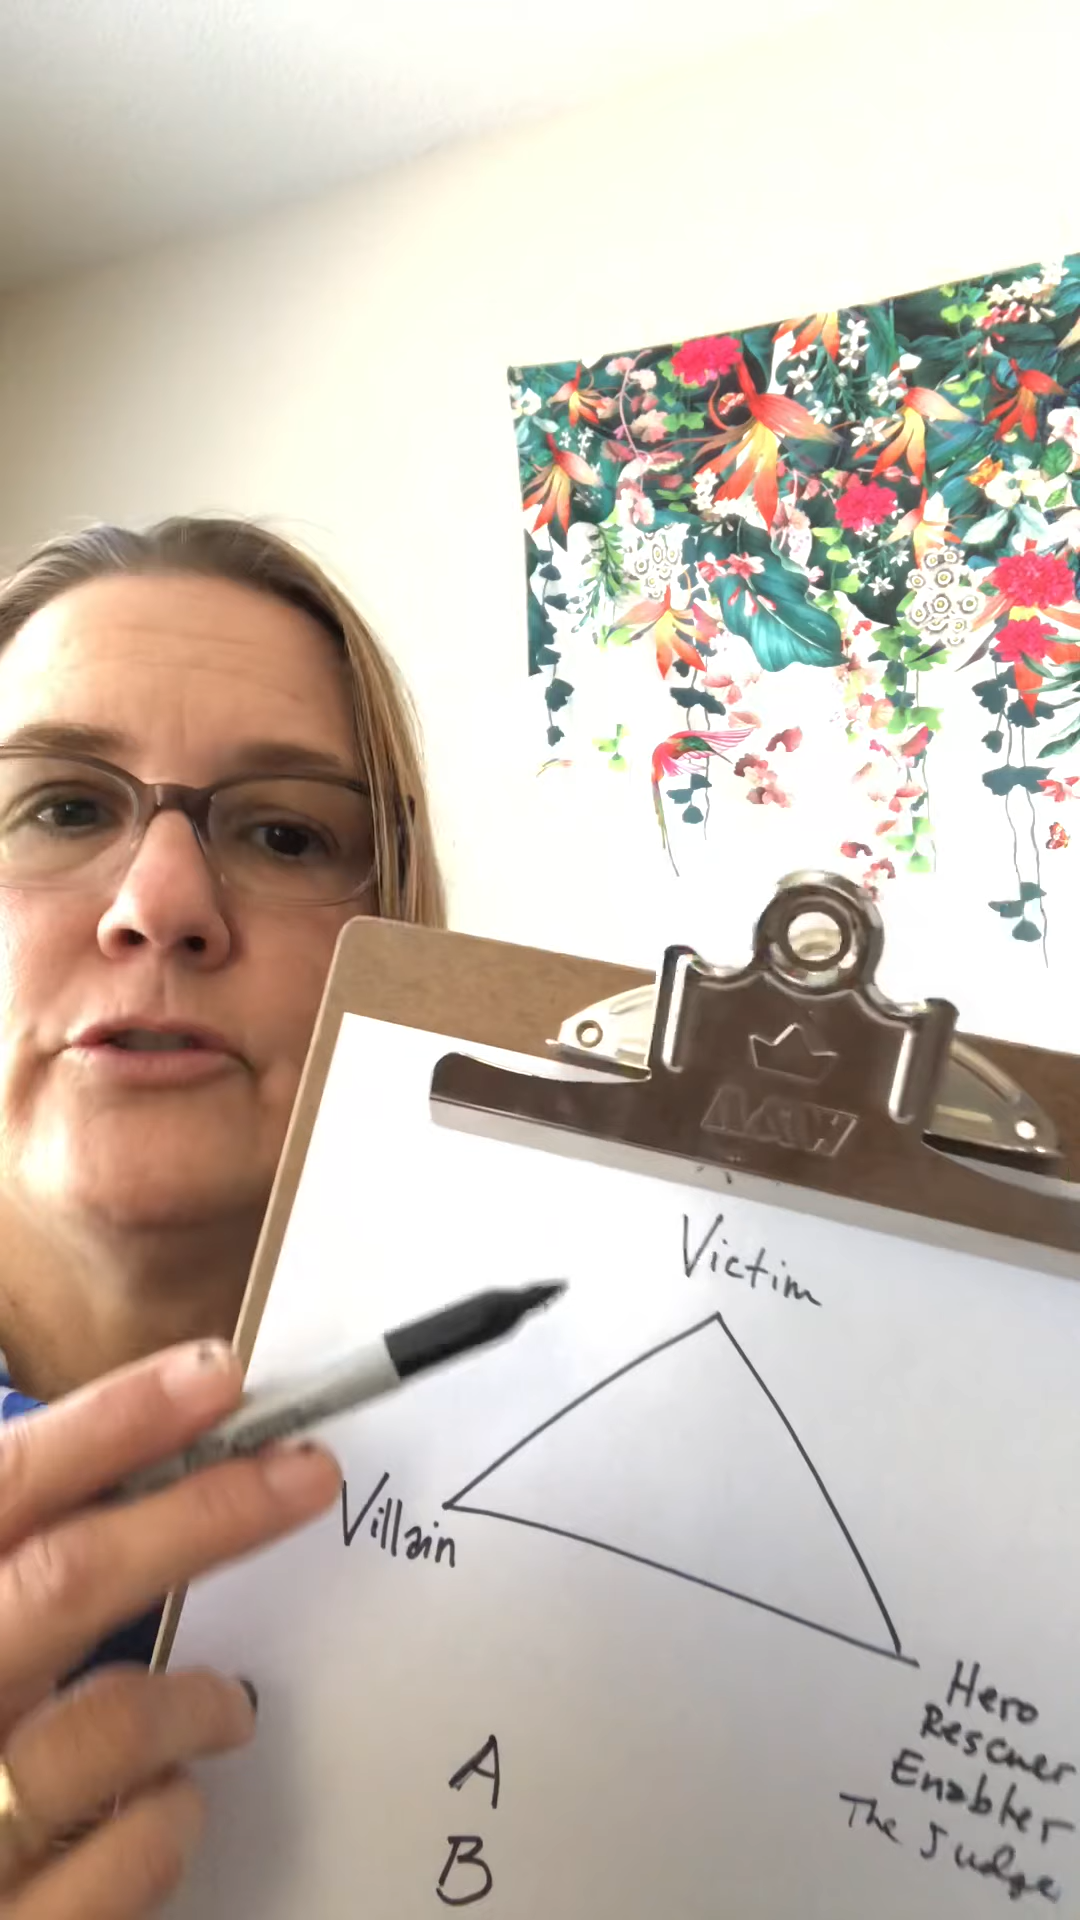 Victim
Villain
Hero
Rescuer
Enabler
The Judge
A
B